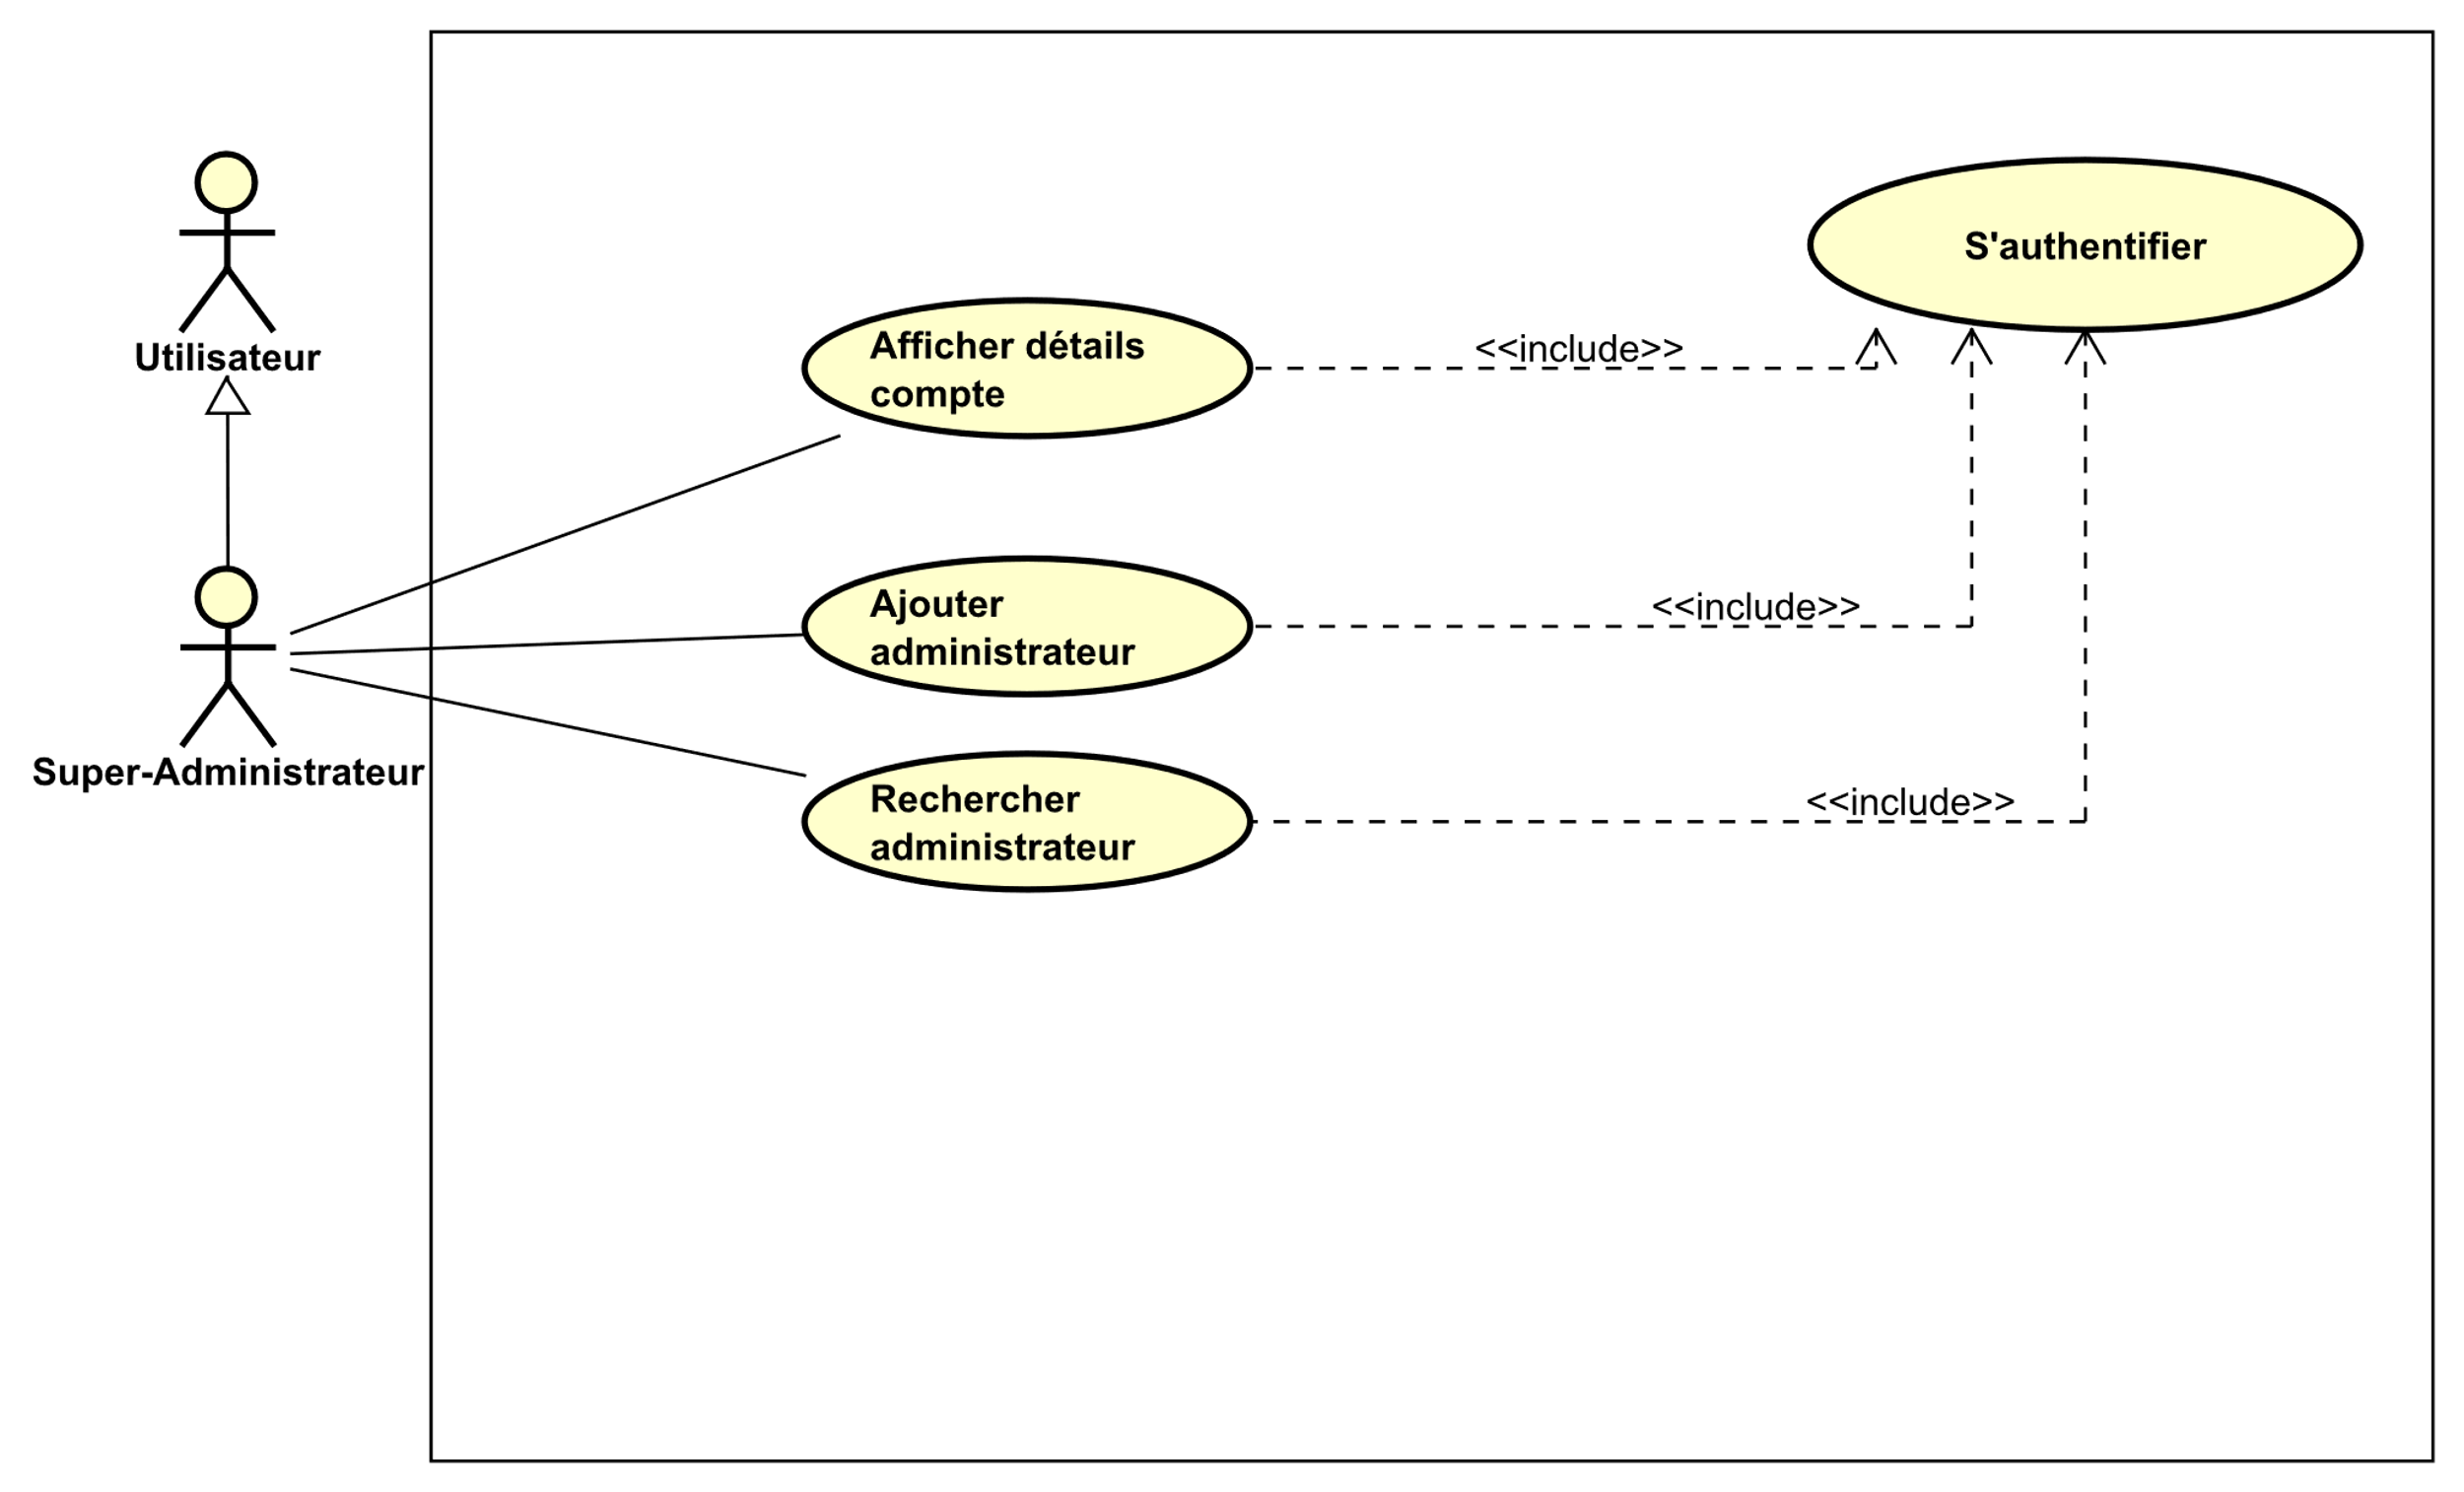 Utilisateur
Super-Administrateur
Afficher détails
compte
<<include>>
S'authentifier
Ajouter
administrateur
<<include>>
Rechercher
administrateur
<<include>>